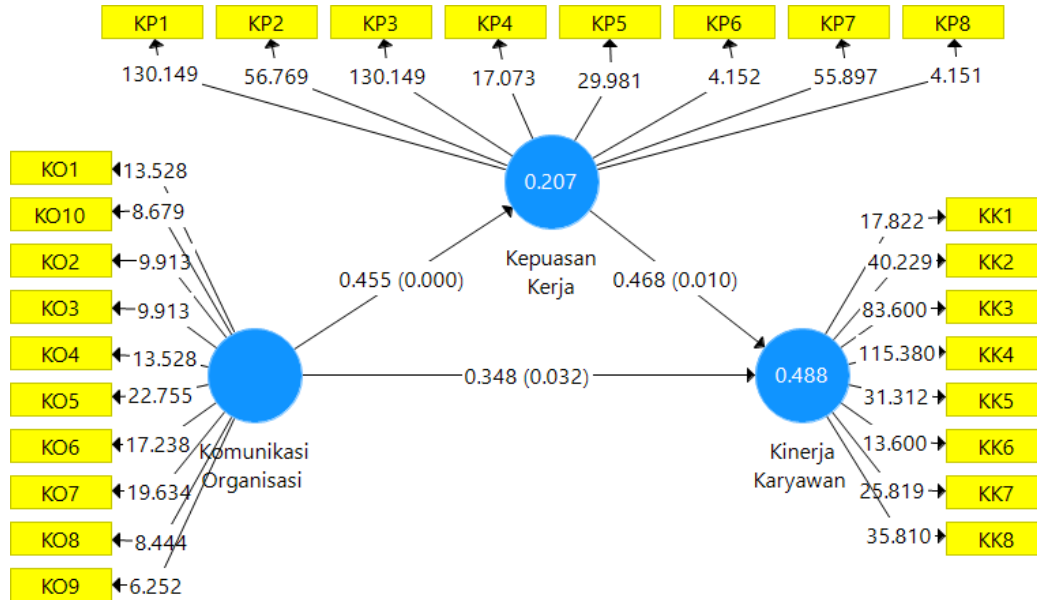 KP1 KP2 KP3 KP4 KP5 KP6 KP7 KP8
130.149 56.769 130.149 17.073 29.981 4.152 55.897 4.151
KO1 13.528
KO10 8.679
KO2 9.913
KO3 9.913
KO4 13.528
KO5 22.755
KO6 17.238
KO7 19.634
KO8 8.444
KO9 6.252
0.207
Kepuasan
Kerja
0.455 (0.000)
0.468 (0.010)
0.348 (0.032)
Komunikasi
Organisasi
0.488
Kinerja
Karyawan
17.822 KK1
40.229 KK2
83.600 KK3
115.380 KK4
31.312 KK5
13.600 KK6
25.819 KK7
35.810 KK8